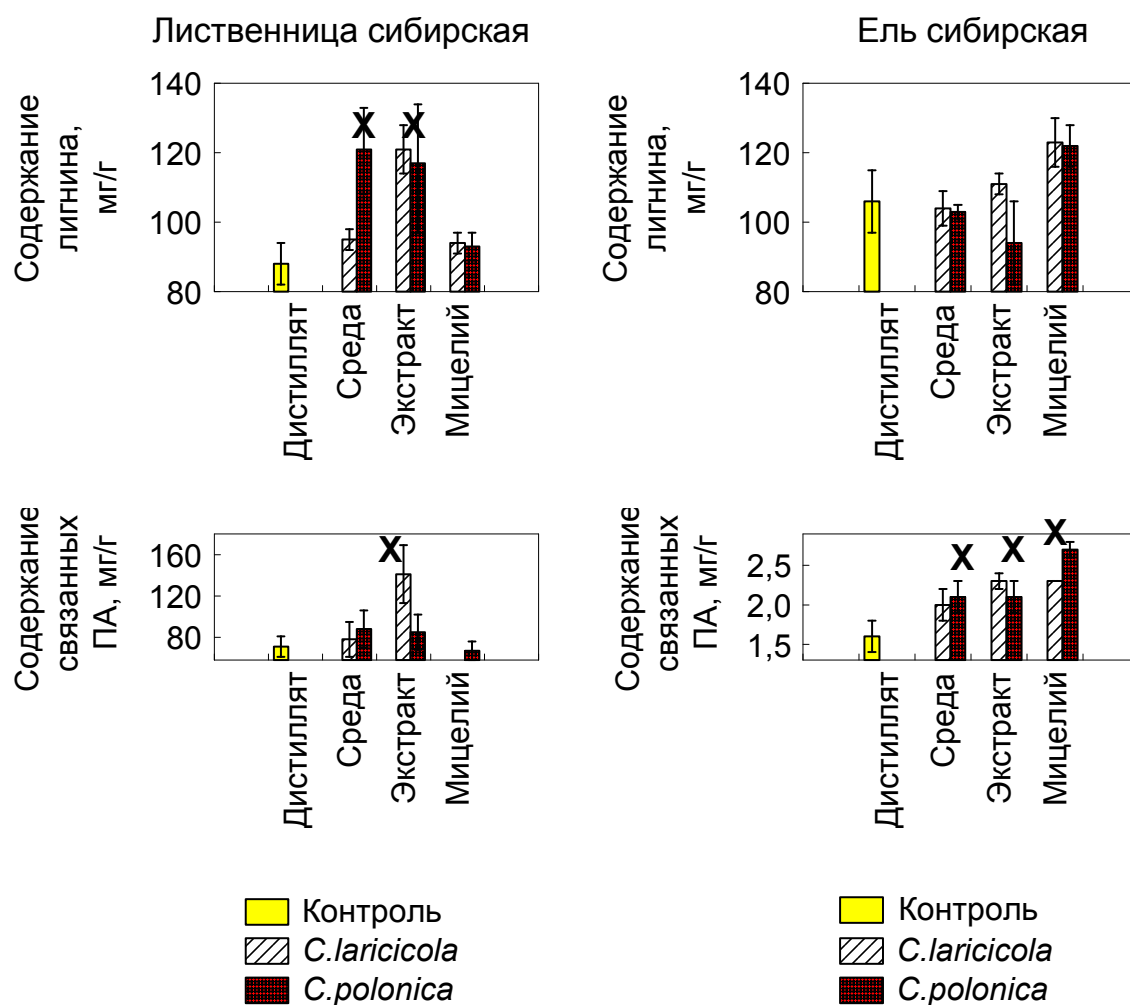 Лиственница сибирская
Ель сибирская
Содержание
лигнина,
мг/г
140
120
100
80
X
X
Дистиллят
Среда
Экстракт
Мицелий
Содержание
лигнина,
мг/г
140
120
100
80
Дистиллят
Среда
Экстракт
Мицелий
Содержание
связанных
ПА, мг/г
160
120
80
X
Дистиллят
Среда
Экстракт
Мицелий
Содержание
связанных
ПА, мг/г
2,5
2,0
1,5
X
X
X
Дистиллят
Среда
Экстракт
Мицелий
Контроль
C.laricicola
C.polonica
Контроль
C.laricicola
C.polonica